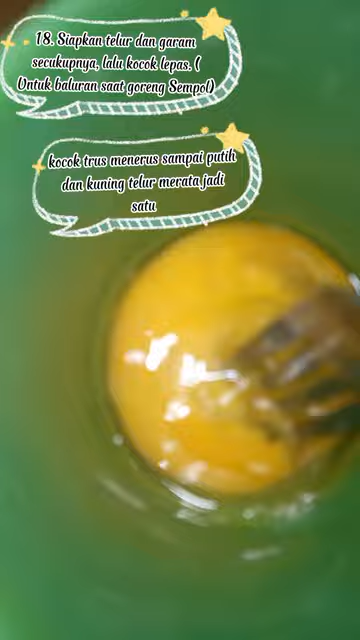 18. Siapkan telur dan garam
secukupnya, lalu kocok lepas. (
Untuk baluran saat goreng Sempol)
kocok trus menerus sampai putih
dan kuning telur merata jadi
satu